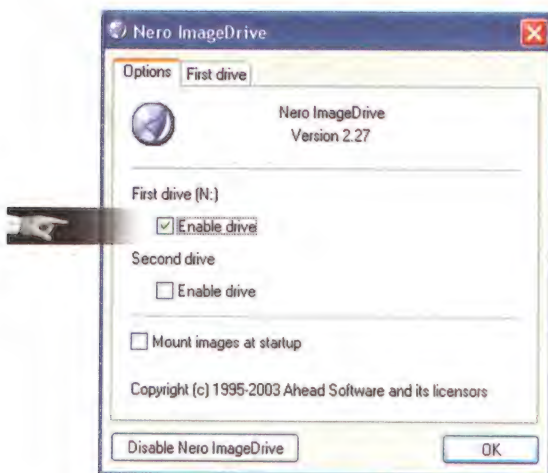 Nero ImageDrive
Options First drive
Nero ImageDrive
Version 2.27
First drive (N:)
Enable drive
Second drive
Enable drive
Mount images at startup
Copyright (c) 1995-2003 Ahead Software and its licensors
Disable Nero ImageDrive OK